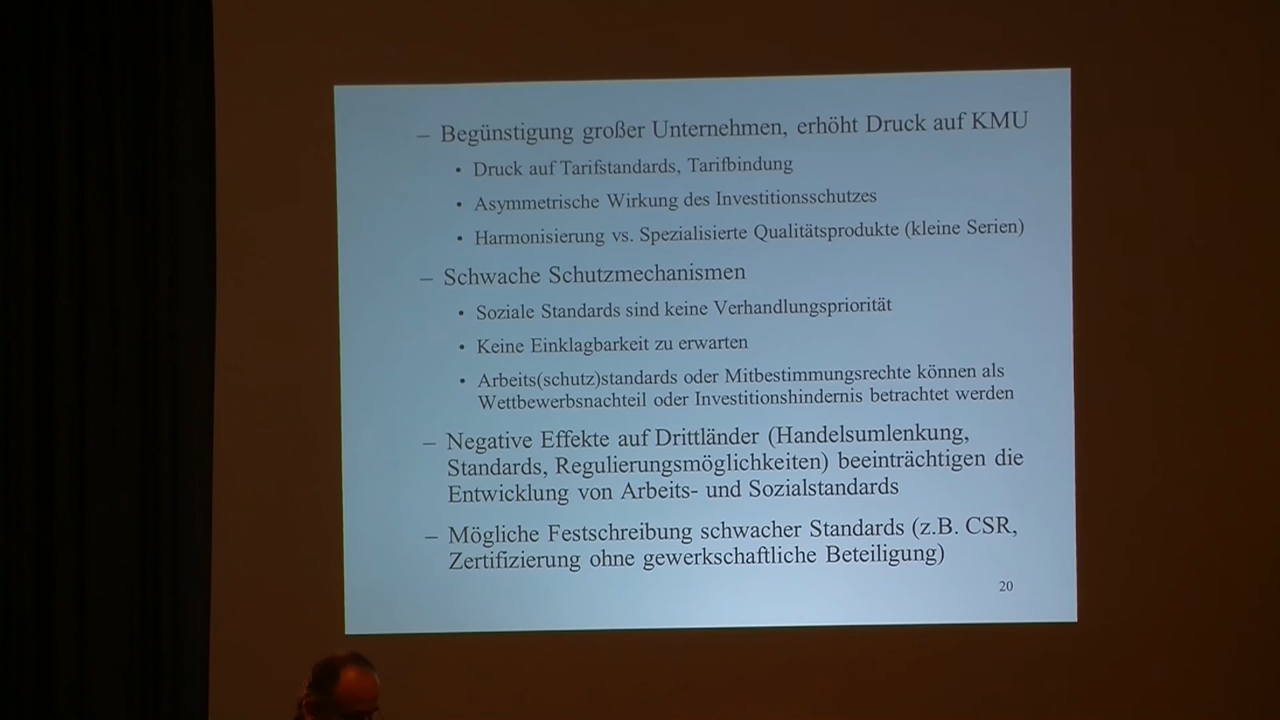 – Begünstigung großer Unternehmen, erhöht Druck auf KMU
• Druck auf Tarifstandards, Tarifbindung
• Asymmetrische Wirkung des Investitionsschutzes
• Harmonisierung vs. Spezialisierte Qualitätsprodukte (kleine Serien)
– Schwache Schutzmechanismen
• Soziale Standards sind keine Verhandlungspriorität
• Keine Einklagbarkeit zu erwarten
• Arbeits(schutz)standards oder Mitbestimmungsrechte können als
Wettbewerbsnachteil oder Investitionshindernis betrachtet werden
– Negative Effekte auf Drittländer (Handelsumlenkung,
Standards, Regulierungsmöglichkeiten) beeinträchtigen die
Entwicklung von Arbeits- und Sozialstandards
– Mögliche Festschreibung schwacher Standards (z.B. CSR,
Zertifizierung ohne gewerkschaftliche Beteiligung)
20